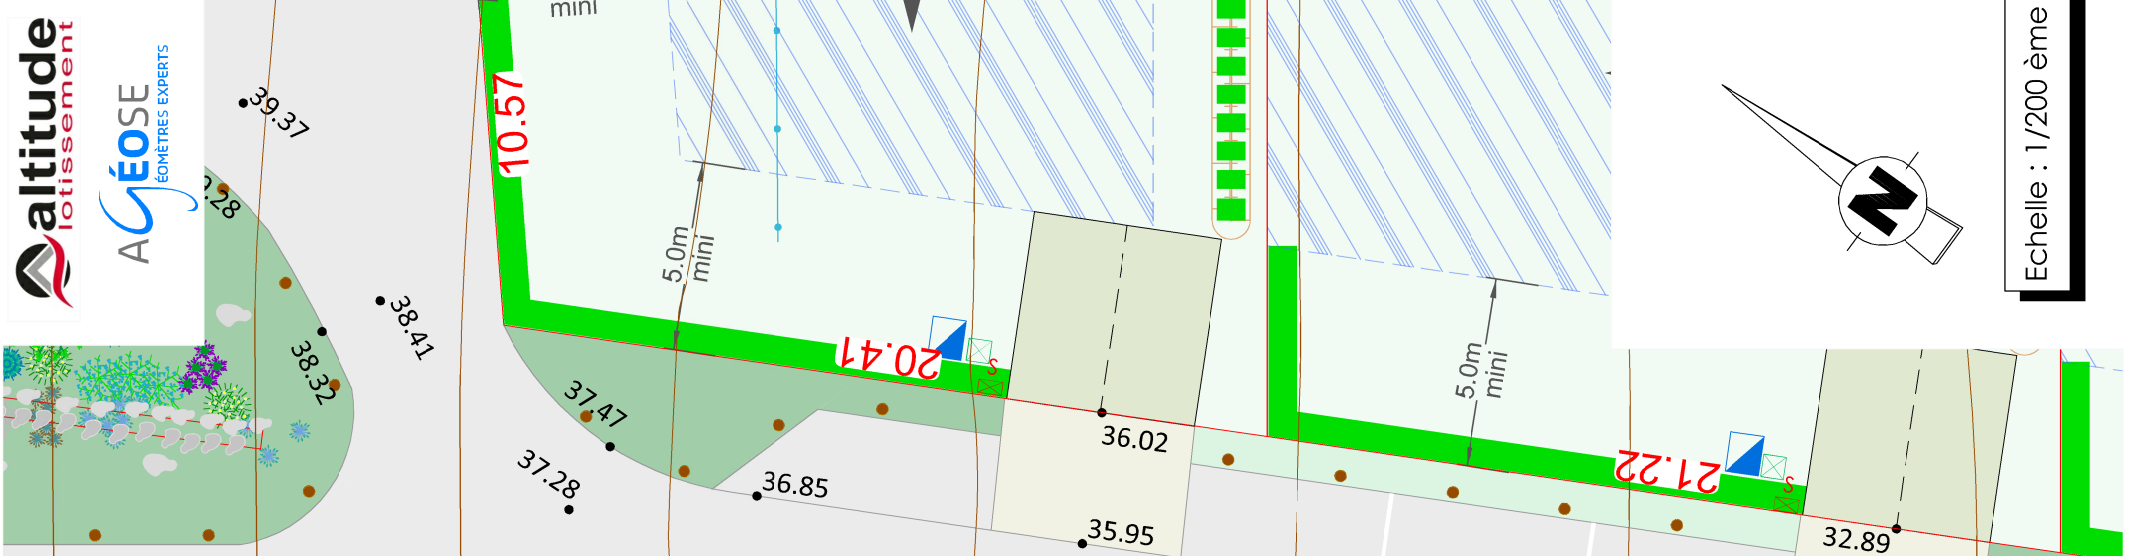 mini
altitude
lotissement
AGÉOSE
ÉOMÈTRES EXPERTS
39.37
.28
38.41
38.32
10.57
5.0m
mini
20.41
S
37.47
37.28
36.85
36.02
35.95
5.0m
mini
21.22
S
32.89
N
Echelle : 1/200 ème